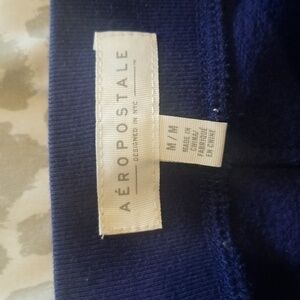 AÉROPOSTALE
DESIGNED IN NYC
M / M
MADE IN
CHINA/
FABRIQUÉ
EN CHINE